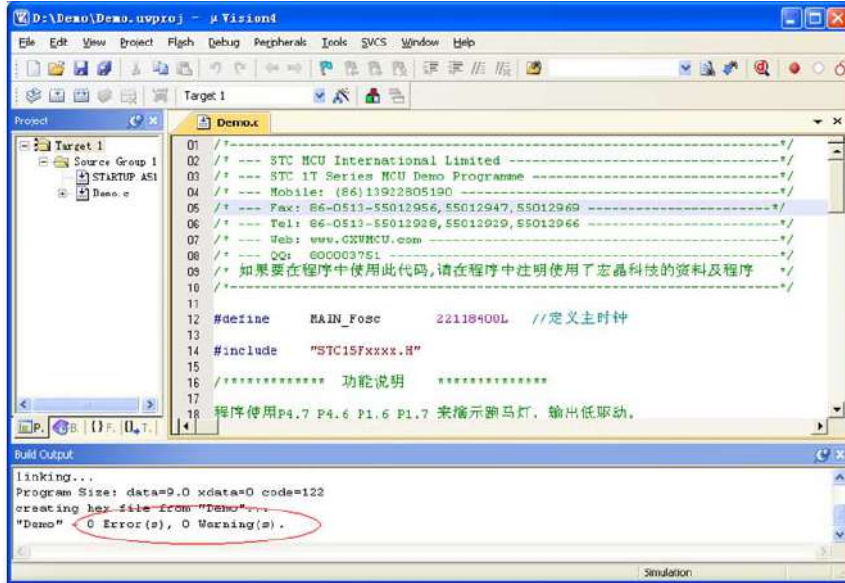 D:\Demo\Demo.uvproj - µVision4
File Edit View Project Flash Debug Peripherals Tools SVCS Window Help
Target 1
Project
Demo.c
Target 1
Source Group 1
STARTUP.A51
Demo.c
01 /*---------------------------------------------------------------------*/
02 /* --- STC MCU International Limited ----------------------------------*/
03 /* --- STC 1T Series MCU Demo Programme -------------------------------*/
04 /* --- Mobile: (86)13922805190 ----------------------------------------*/
05 /* --- Fax: 86-0513-55012956,55012947,55012969 ------------------------*/
06 /* --- Tel: 86-0513-55012928,55012929,55012966 ------------------------*/
07 /* --- Web: www.GXWMCU.com --------------------------------------------*/
08 /* --- QQ: 800003751 -------------------------------------------------*/
09 /* 如果要在程序中使用此代码,请在程序中注明使用了宏晶科技的资料及程序 */
10 /*---------------------------------------------------------------------*/
11
12 #define MAIN_Fosc 22118400L //定义主时钟
13
14 #include "STC15Fxxxx.H"
15
16 /************* 功能说明 **************
17
18 程序使用P4.7 P4.6 P1.6 P1.7 来演示跑马灯，输出低驱动。
P. B. {} F. 0. T.
Build Output
linking...
Program Size: data=9.0 xdata=0 code=122
creating hex file from "Demo"...
"Demo" - 0 Error(s), 0 Warning(s).
Simulation